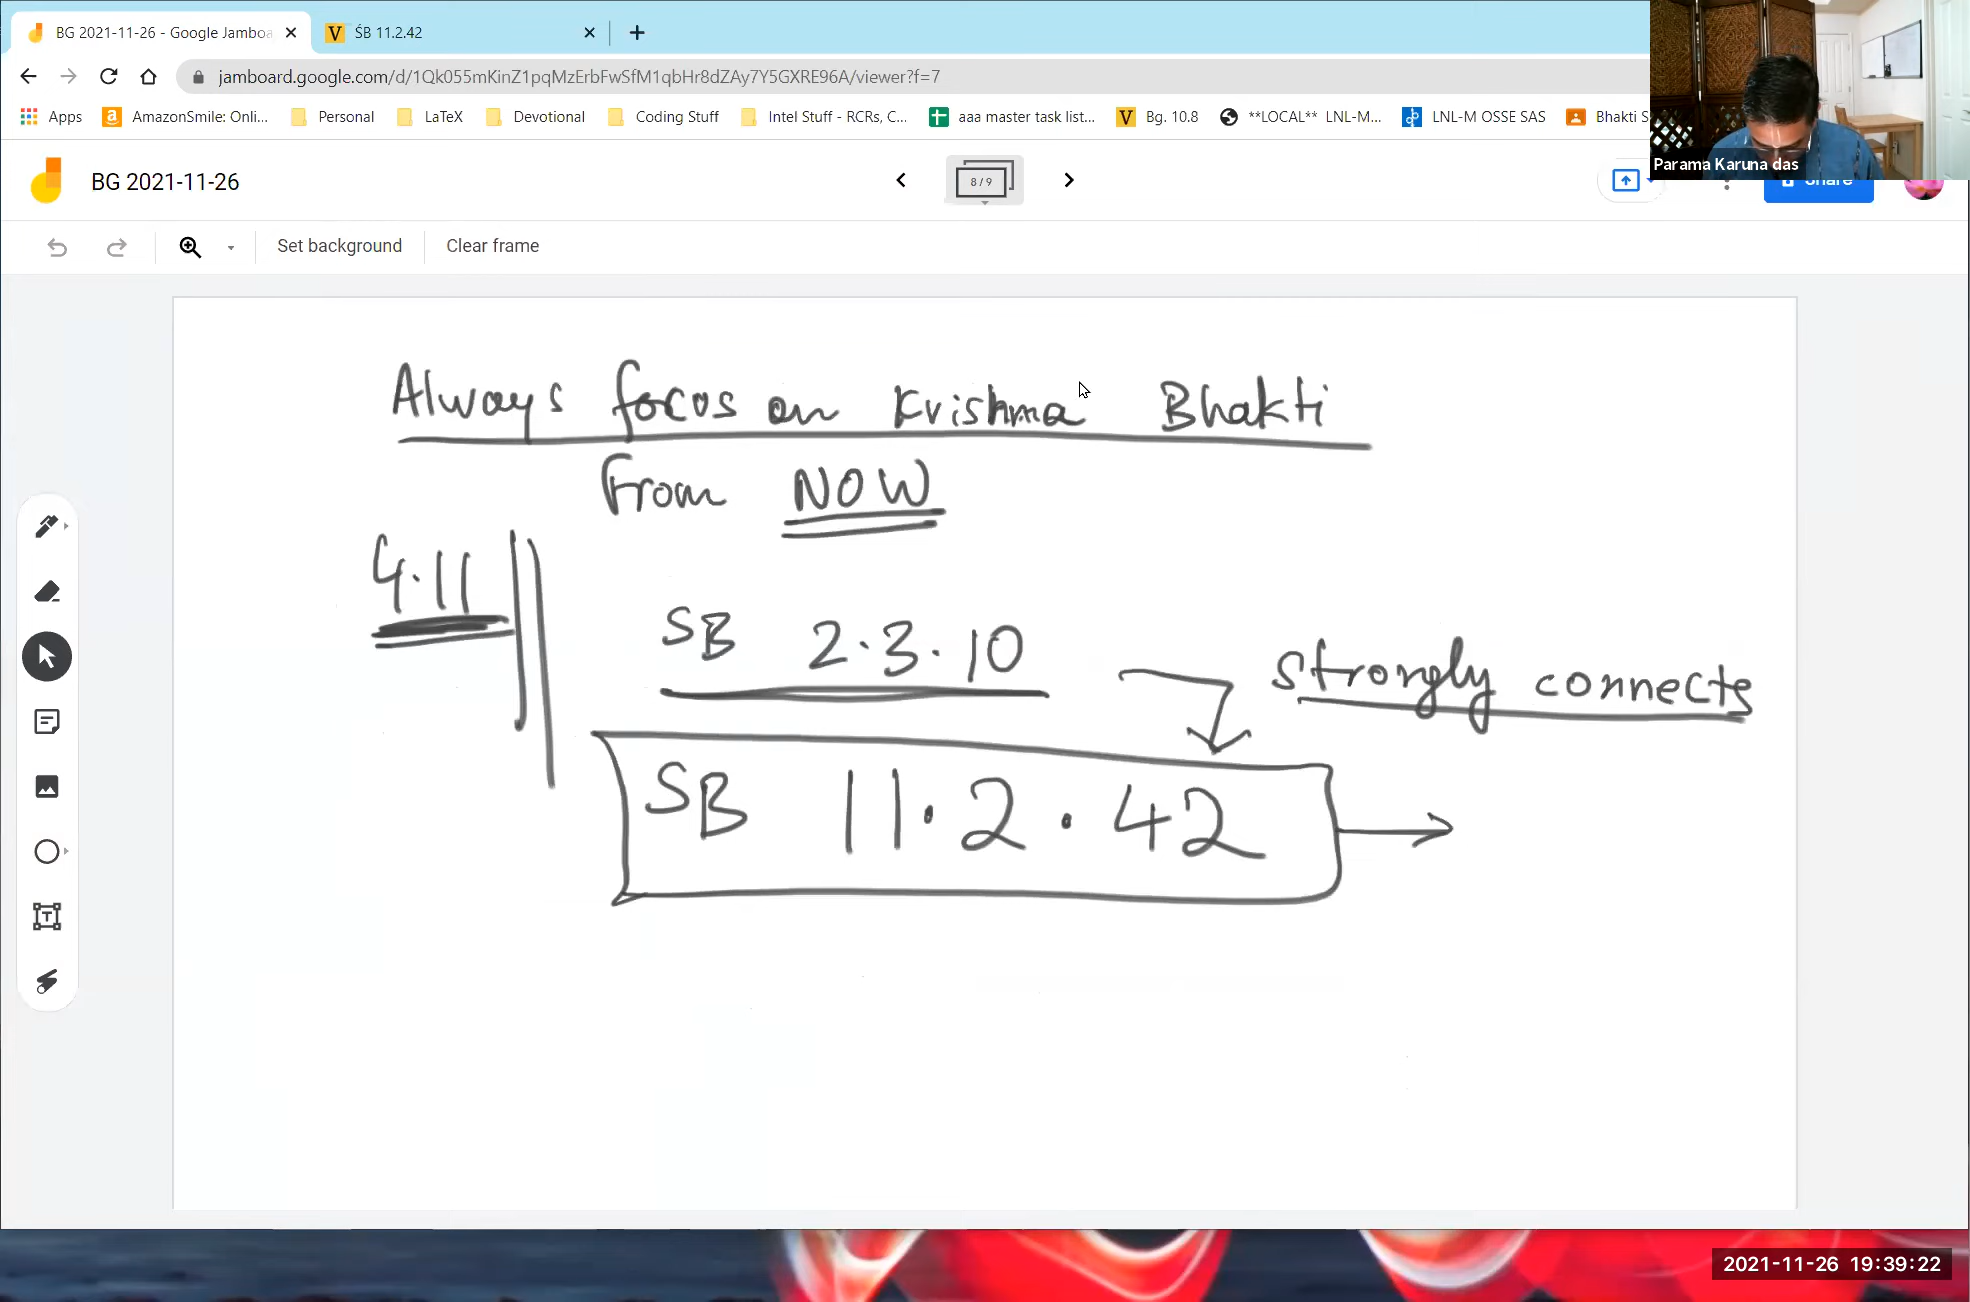 BG 2021-11-26 - Google Jamboa
ŚB 11.2.42
jamboard.google.com/d/1Qk055mKinZ1pqMzErbFwSfM1qbHr8dZAy7Y5GXRE96A/viewer?f=7
Apps AmazonSmile: Onli... Personal LaTeX Devotional Coding Stuff Intel Stuff - RCRs, C... aaa master task list... Bg. 10.8 **LOCAL** LNL-M... LNL-M OSSE SAS Bhakti S
Parama Karuna das
BG 2021-11-26
8/9
Share
Set background Clear frame
Always focus on Krishna Bhakti
From NOW
4.11
SB 2.3.10
strongly connects
SB 11.2.42
2021-11-26 19:39:22